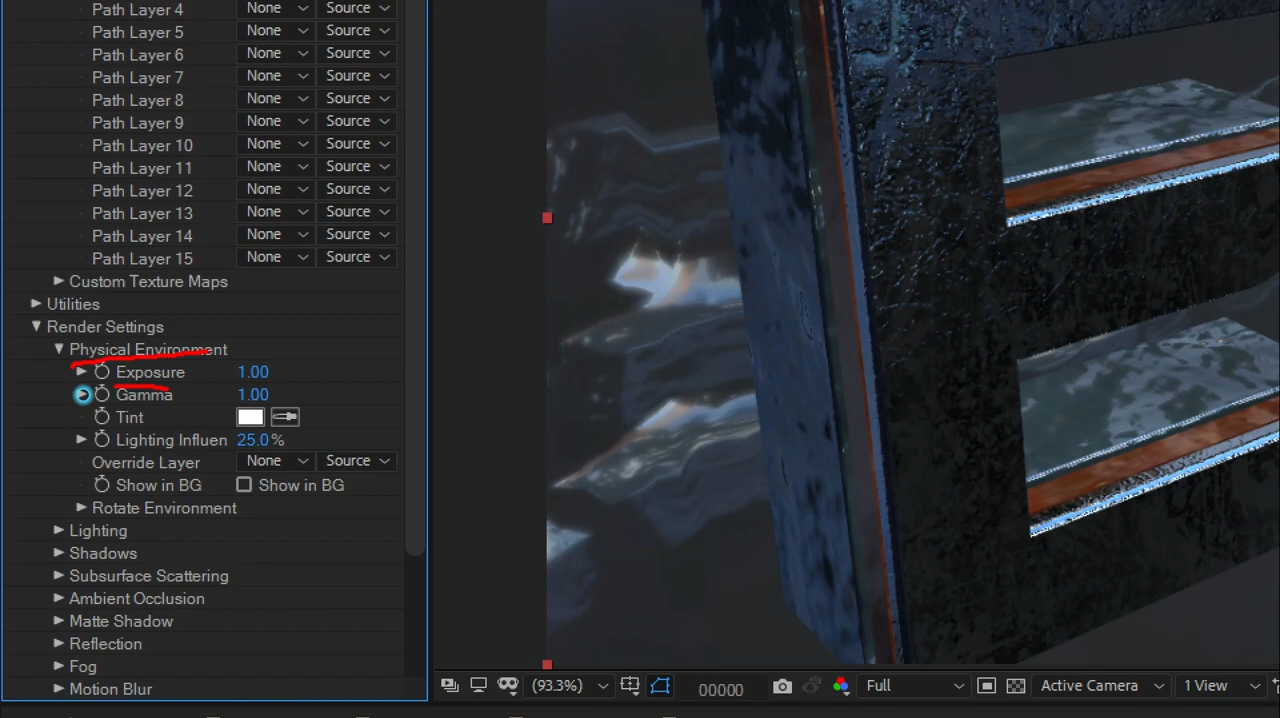 Path Layer 4 None Source
Path Layer 5 None Source
Path Layer 6 None Source
Path Layer 7 None Source
Path Layer 8 None Source
Path Layer 9 None Source
Path Layer 10 None Source
Path Layer 11 None Source
Path Layer 12 None Source
Path Layer 13 None Source
Path Layer 14 None Source
Path Layer 15 None Source
Custom Texture Maps
Utilities
Render Settings
Physical Environment
Exposure 1.00
Gamma 1.00
Tint
Lighting Influen 25.0%
Override Layer None Source
Show in BG Show in BG
Rotate Environment
Lighting
Shadows
Subsurface Scattering
Ambient Occlusion
Matte Shadow
Reflection
Fog
Motion Blur
(93.3%) 00000 Full Active Camera 1 View